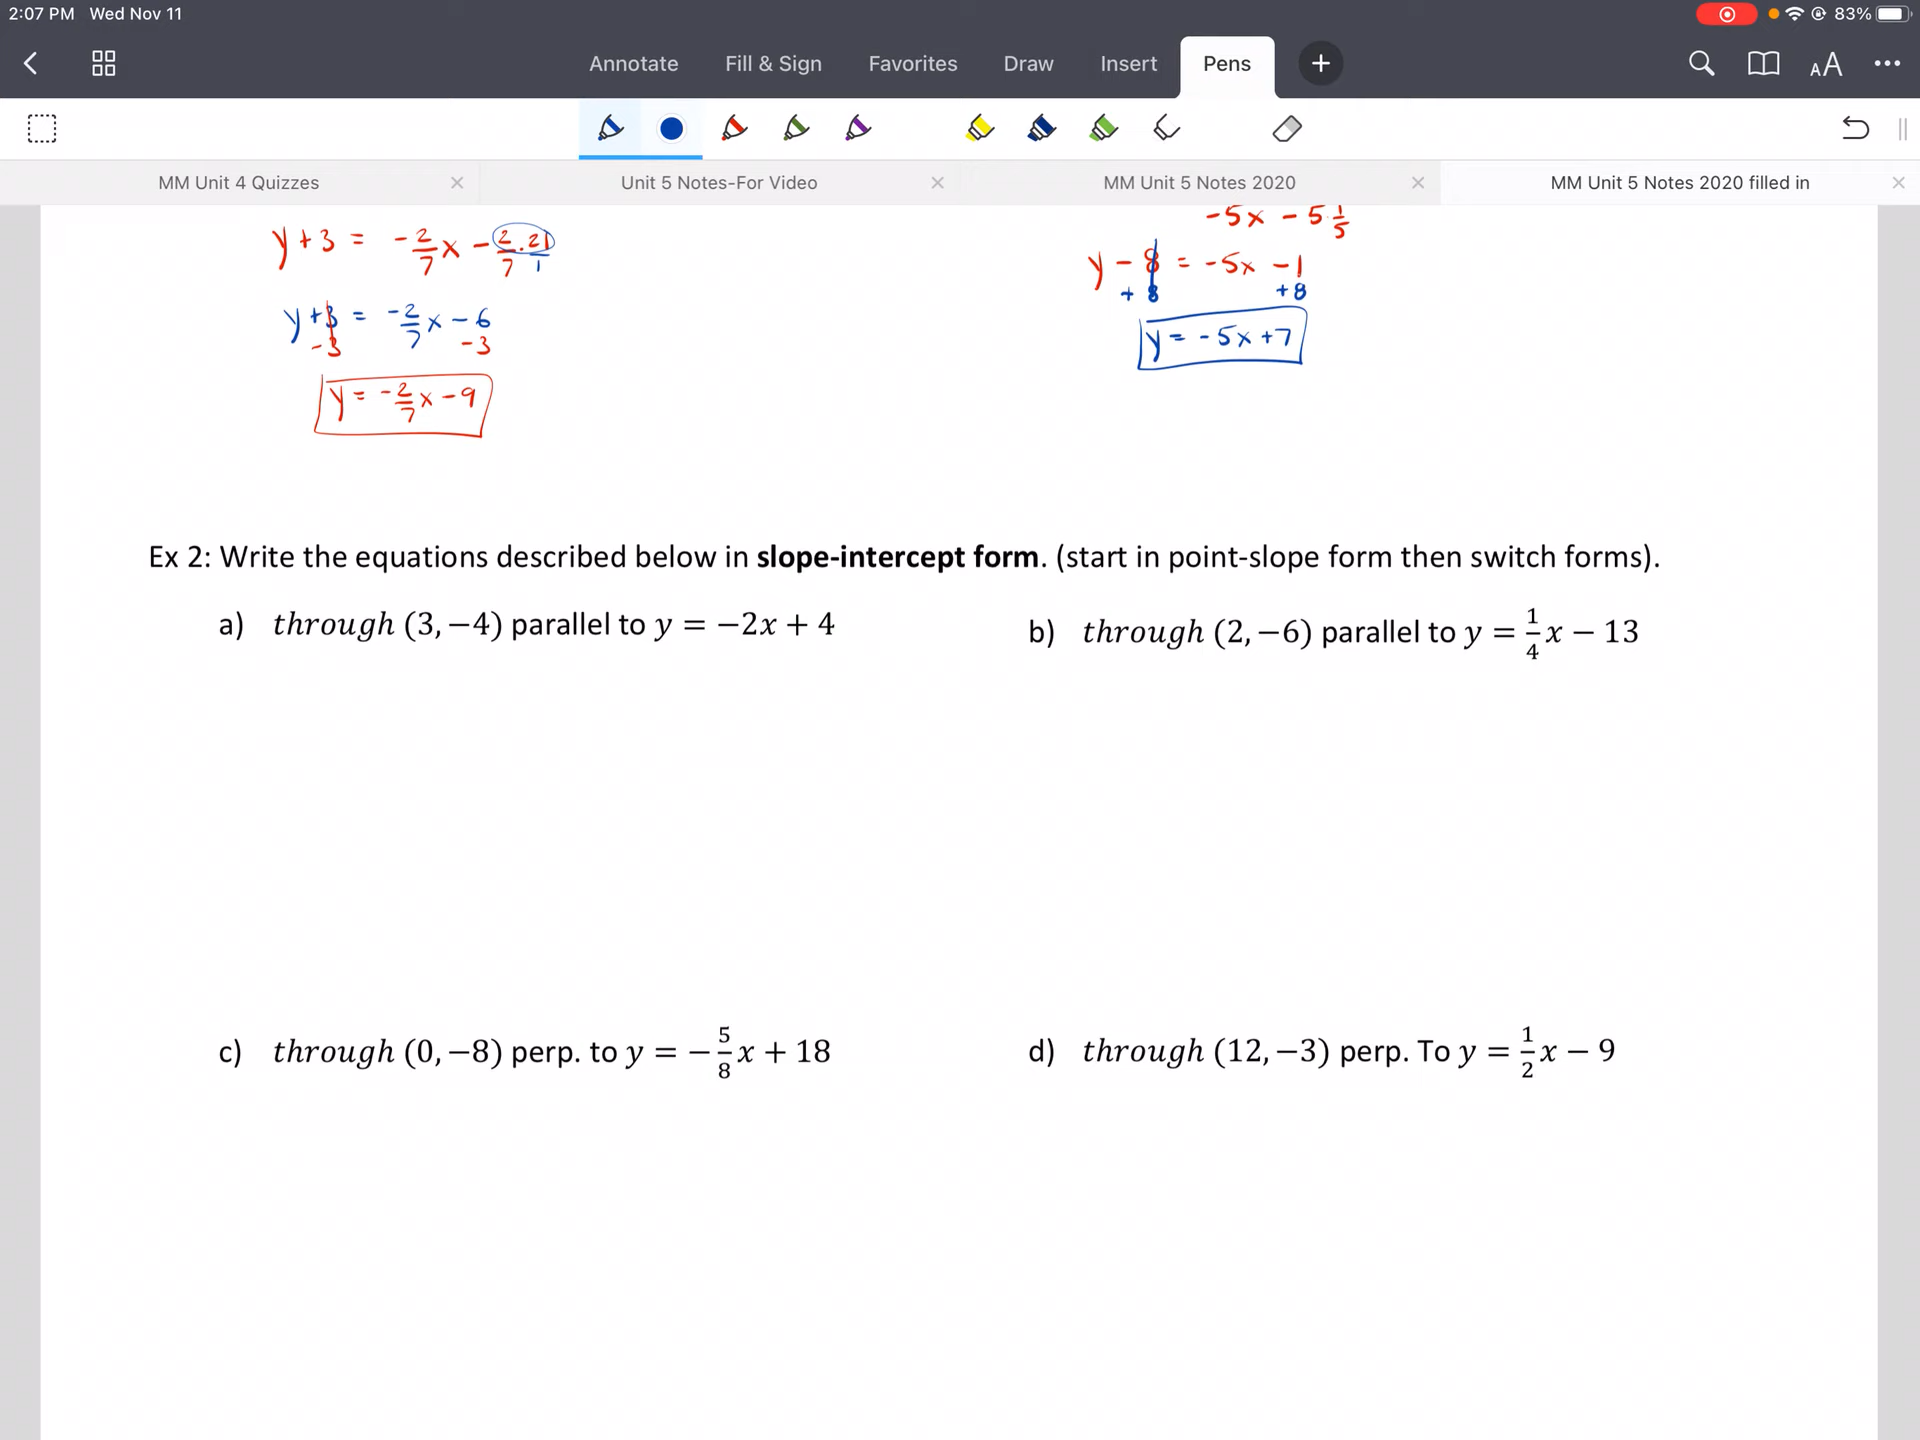 2:07 PM Wed Nov 11
83%
Annotate Fill & Sign Favorites Draw Insert Pens
AA
MM Unit 4 Quizzes Unit 5 Notes-For Video MM Unit 5 Notes 2020 MM Unit 5 Notes 2020 filled in
y + 3 = -2/7 x - 2/7 · 21/1
y + 3 = -2/7 x - 6
-3 -3
y = -2/7 x - 9
-5x - 5 · 1/5
y - 8 = -5x - 1
+ 8 + 8
y = -5x + 7
Ex 2: Write the equations described below in slope-intercept form. (start in point-slope form then switch forms).
a) through (3, −4) parallel to y = −2x + 4
b) through (2, −6) parallel to y = 1/4 x − 13
c) through (0, −8) perp. to y = − 5/8 x + 18
d) through (12, −3) perp. To y = 1/2 x − 9